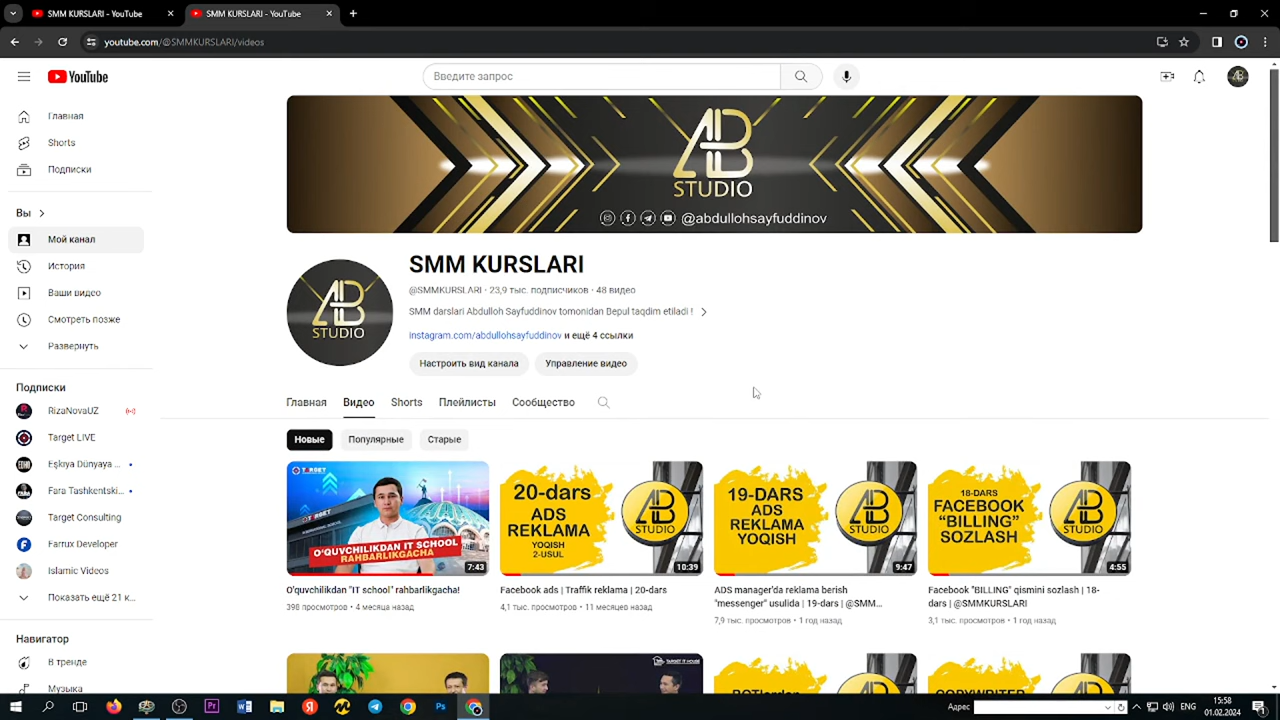 SMM KURSLARI - YouTube
SMM KURSLARI - YouTube
youtube.com/@SMMKURSLARI/videos
YouTube
Введите запрос
Главная
Shorts
Подписки
Вы
Мой канал
История
Ваши видео
Смотреть позже
Развернуть
Подписки
RizaNovaUZ
Target LIVE
Eşkıya Dünyaya ...
Fara Tashkentski...
Target Consulting
Farrux Developer
Islamic Videos
Показать ещё 21 к...
Навигатор
В тренде
Музыка
AB
STUDIO
@abdullohsayfuddinov
AB
STUDIO
SMM KURSLARI
@SMMKURSLARI · 23,9 тыс. подписчиков · 48 видео
SMM darslari Abdulloh Sayfuddinov tomonidan Bepul taqdim etiladi !
instagram.com/abdullohsayfuddinov и ещё 4 ссылки
Настроить вид канала
Управление видео
Главная
Видео
Shorts
Плейлисты
Сообщество
Новые
Популярные
Старые
TARGET
O'QUVCHILIKDAN IT SCHOOL
RAHBARLIKGACHA
7:43
O'quvchilikdan "IT school" rahbarlikgacha!
398 просмотров • 4 месяца назад
20-dars
ADS
REKLAMA
YOQISH
2-USUL
AB
STUDIO
10:39
Facebook ads | Traffik reklama | 20-dars
4,1 тыс. просмотров • 11 месяцев назад
19-DARS
ADS
REKLAMA
YOQISH
AB
STUDIO
9:47
ADS manager'da reklama berish
"messenger" usulida | 19-dars | @SMM...
7,9 тыс. просмотров • 1 год назад
18-DARS
FACEBOOK
"BILLING"
SOZLASH
AB
STUDIO
4:55
Facebook "BILLING" qismini sozlash | 18-
dars | @SMMKURSLARI
3,1 тыс. просмотров • 1 год назад
TARGET IT HOUSE
Адрес
ENG
15:58
01.02.2024